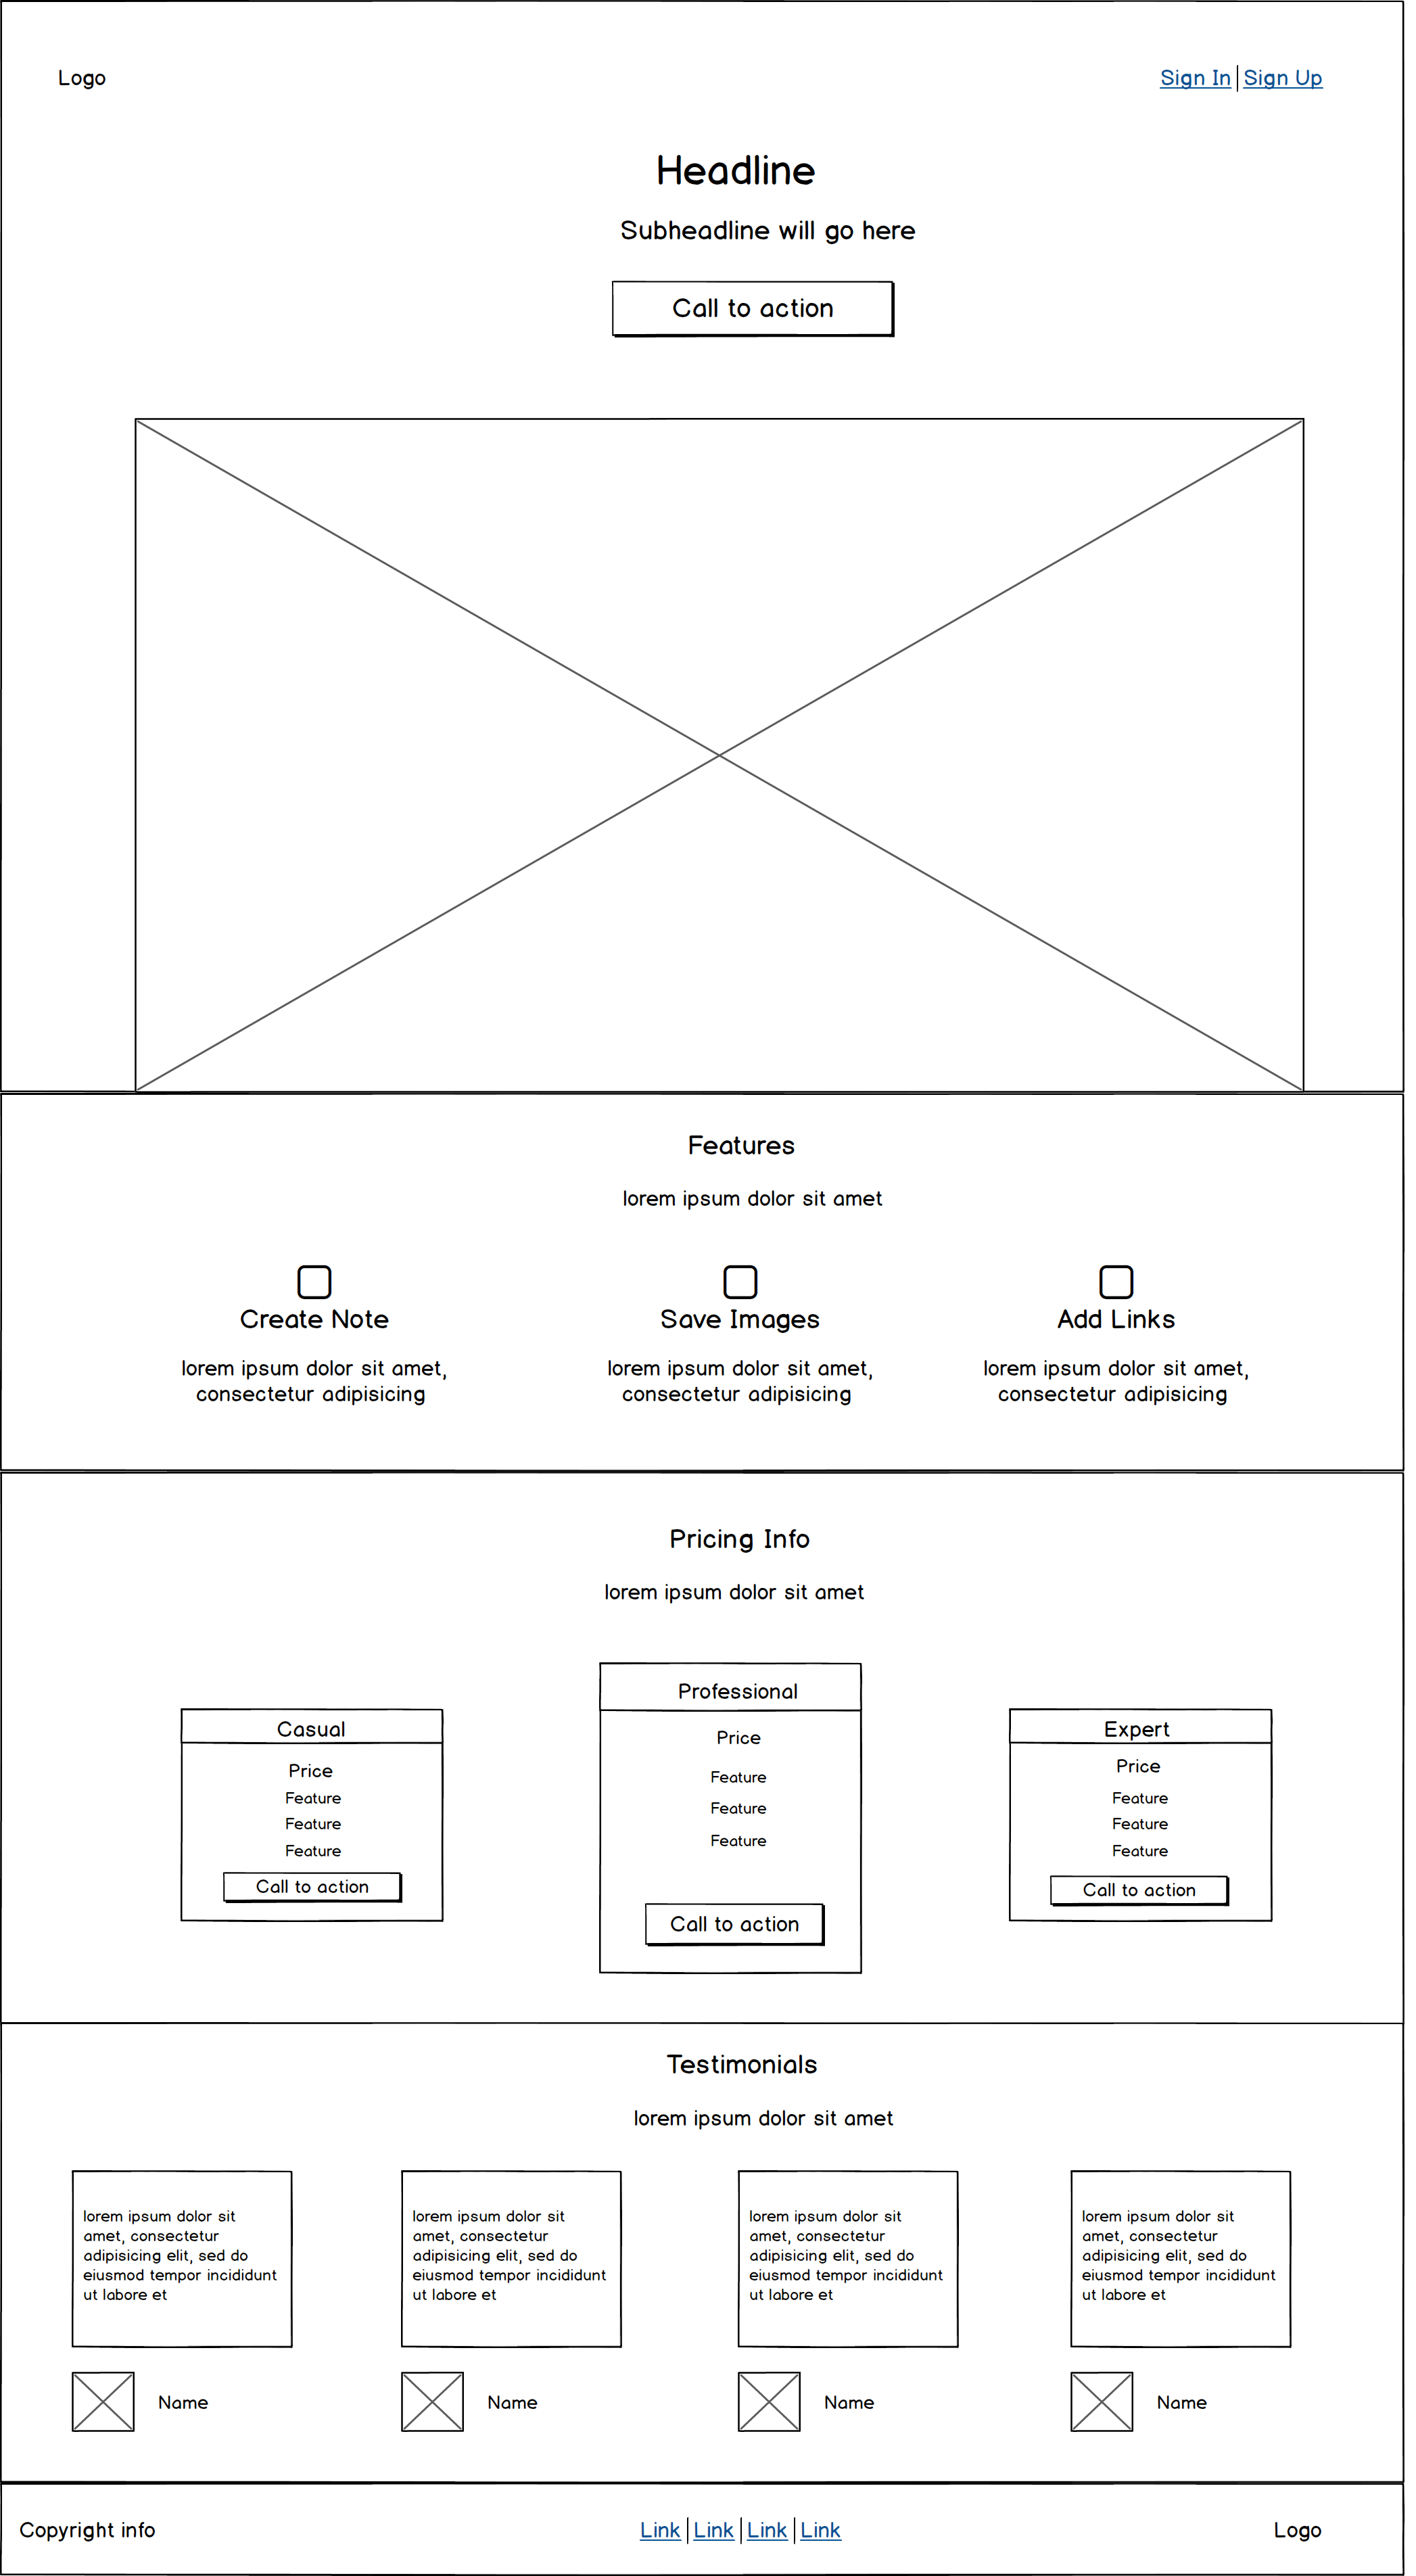 Logo
Sign In | Sign Up
Headline
Subheadline will go here
Call to action
Features
lorem ipsum dolor sit amet
Create Note
lorem ipsum dolor sit amet,
consectetur adipisicing
Save Images
lorem ipsum dolor sit amet,
consectetur adipisicing
Add Links
lorem ipsum dolor sit amet,
consectetur adipisicing
Pricing Info
lorem ipsum dolor sit amet
Casual
Price
Feature
Feature
Feature
Call to action
Professional
Price
Feature
Feature
Feature
Call to action
Expert
Price
Feature
Feature
Feature
Call to action
Testimonials
lorem ipsum dolor sit amet
lorem ipsum dolor sit
amet, consectetur
adipisicing elit, sed do
eiusmod tempor incididunt
ut labore et
Name
lorem ipsum dolor sit
amet, consectetur
adipisicing elit, sed do
eiusmod tempor incididunt
ut labore et
Name
lorem ipsum dolor sit
amet, consectetur
adipisicing elit, sed do
eiusmod tempor incididunt
ut labore et
Name
lorem ipsum dolor sit
amet, consectetur
adipisicing elit, sed do
eiusmod tempor incididunt
ut labore et
Name
Copyright info
Link | Link | Link | Link
Logo